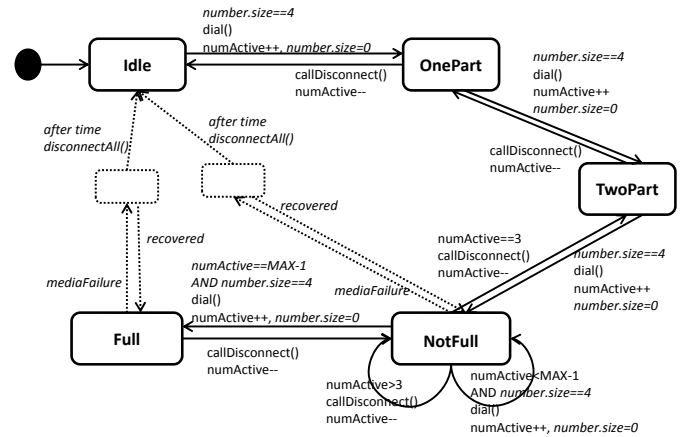 number.size==4
dial()
numActive++, number.size=0
Idle
OnePart
callDisconnect()
numActive--
number.size==4
dial()
numActive++
number.size=0
after time
disconnectAll()
after time
disconnectAll()
callDisconnect()
numActive--
TwoPart
recovered
recovered
numActive==3
callDisconnect()
numActive--
number.size==4
dial()
numActive++
number.size=0
mediaFailure
numActive==MAX-1
AND number.size==4
dial()
numActive++, number.size=0
mediaFailure
Full
NotFull
callDisconnect()
numActive--
numActive>3
callDisconnect()
numActive--
numActive<MAX-1
AND number.size==4
dial()
numActive++, number.size=0